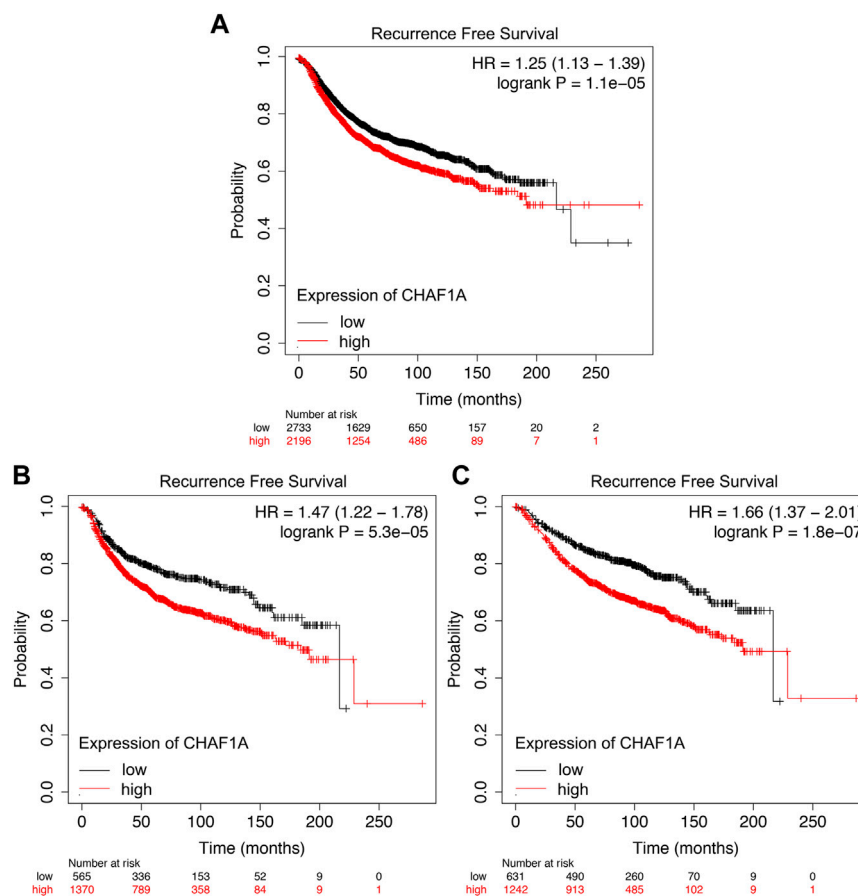 A
Recurrence Free Survival
HR = 1.25 (1.13 – 1.39)
logrank P = 1.1e-05
Probability
1.0
0.8
0.6
0.4
0.2
0.0
Expression of CHAF1A
low
high
0 50 100 150 200 250
Time (months)
Number at risk
low 2733 1629 650 157 20 2
high 2196 1254 486 89 7 1
B
Recurrence Free Survival
HR = 1.47 (1.22 – 1.78)
logrank P = 5.3e-05
Probability
1.0
0.8
0.6
0.4
0.2
0.0
Expression of CHAF1A
low
high
0 50 100 150 200 250
Time (months)
Number at risk
low 565 336 153 52 9 0
high 1370 789 358 84 9 1
C
Recurrence Free Survival
HR = 1.66 (1.37 – 2.01)
logrank P = 1.8e-07
Probability
1.0
0.8
0.6
0.4
0.2
0.0
Expression of CHAF1A
low
high
0 50 100 150 200 250
Time (months)
Number at risk
low 631 490 260 70 9 0
high 1242 913 485 102 9 1